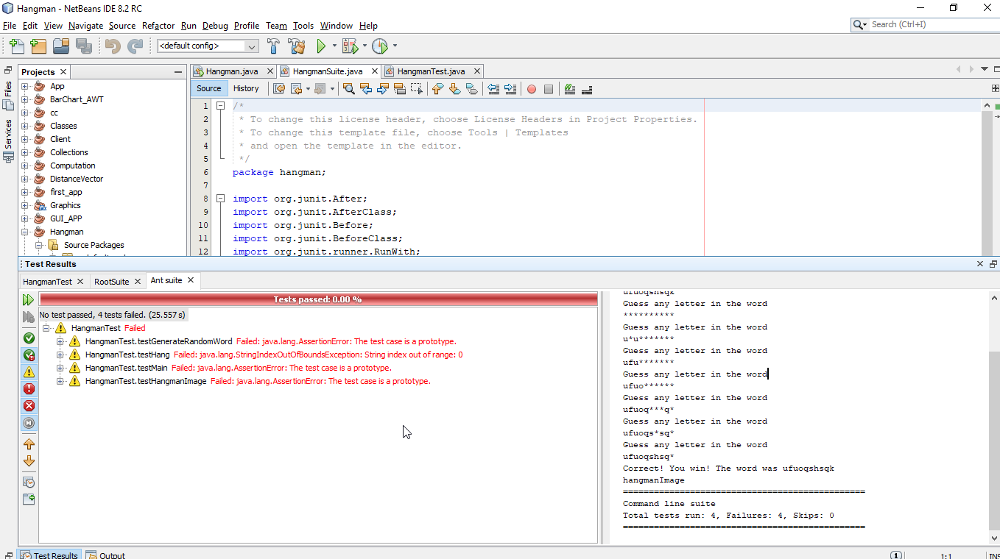 Hangman - NetBeans IDE 8.2 RC
File Edit View Navigate Source Refactor Run Debug Profile Team Tools Window Help
Search (Ctrl+I)
<default config>
Files
Services
Projects
App
BarChart_AWT
cc
Classes
Client
Collections
Computation
DistanceVector
first_app
Graphics
GUI_APP
Hangman
Source Packages
Hangman.java HangmanSuite.java HangmanTest.java
Source History
1 /*
2 * To change this license header, choose License Headers in Project Properties.
3 * To change this template file, choose Tools | Templates
4 * and open the template in the editor.
5 */
6 package hangman;
7
8 import org.junit.After;
9 import org.junit.AfterClass;
10 import org.junit.Before;
11 import org.junit.BeforeClass;
12 import org.junit.runner.RunWith;
Test Results
HangmanTest RootSuite Ant suite
Tests passed: 0.00 %
No test passed, 4 tests failed. (25.557 s)
HangmanTest Failed
HangmanTest.testGenerateRandomWord Failed: java.lang.AssertionError: The test case is a prototype.
HangmanTest.testHang Failed: java.lang.StringIndexOutOfBoundsException: String index out of range: 0
HangmanTest.testMain Failed: java.lang.AssertionError: The test case is a prototype.
HangmanTest.testHangmanImage Failed: java.lang.AssertionError: The test case is a prototype.
Guess any letter in the word
**********
Guess any letter in the word
u*u*******
Guess any letter in the word
ufu*******
Guess any letter in the word
ufuo******
Guess any letter in the word
ufuoq***q*
Guess any letter in the word
ufuoqs*sq*
Guess any letter in the word
ufuoqshsq*
Correct! You win! The word was ufuoqshsqk
hangmanImage
===============================================
Command line suite
Total tests run: 4, Failures: 4, Skips: 0
===============================================
Test Results Output
1 1:1 INS